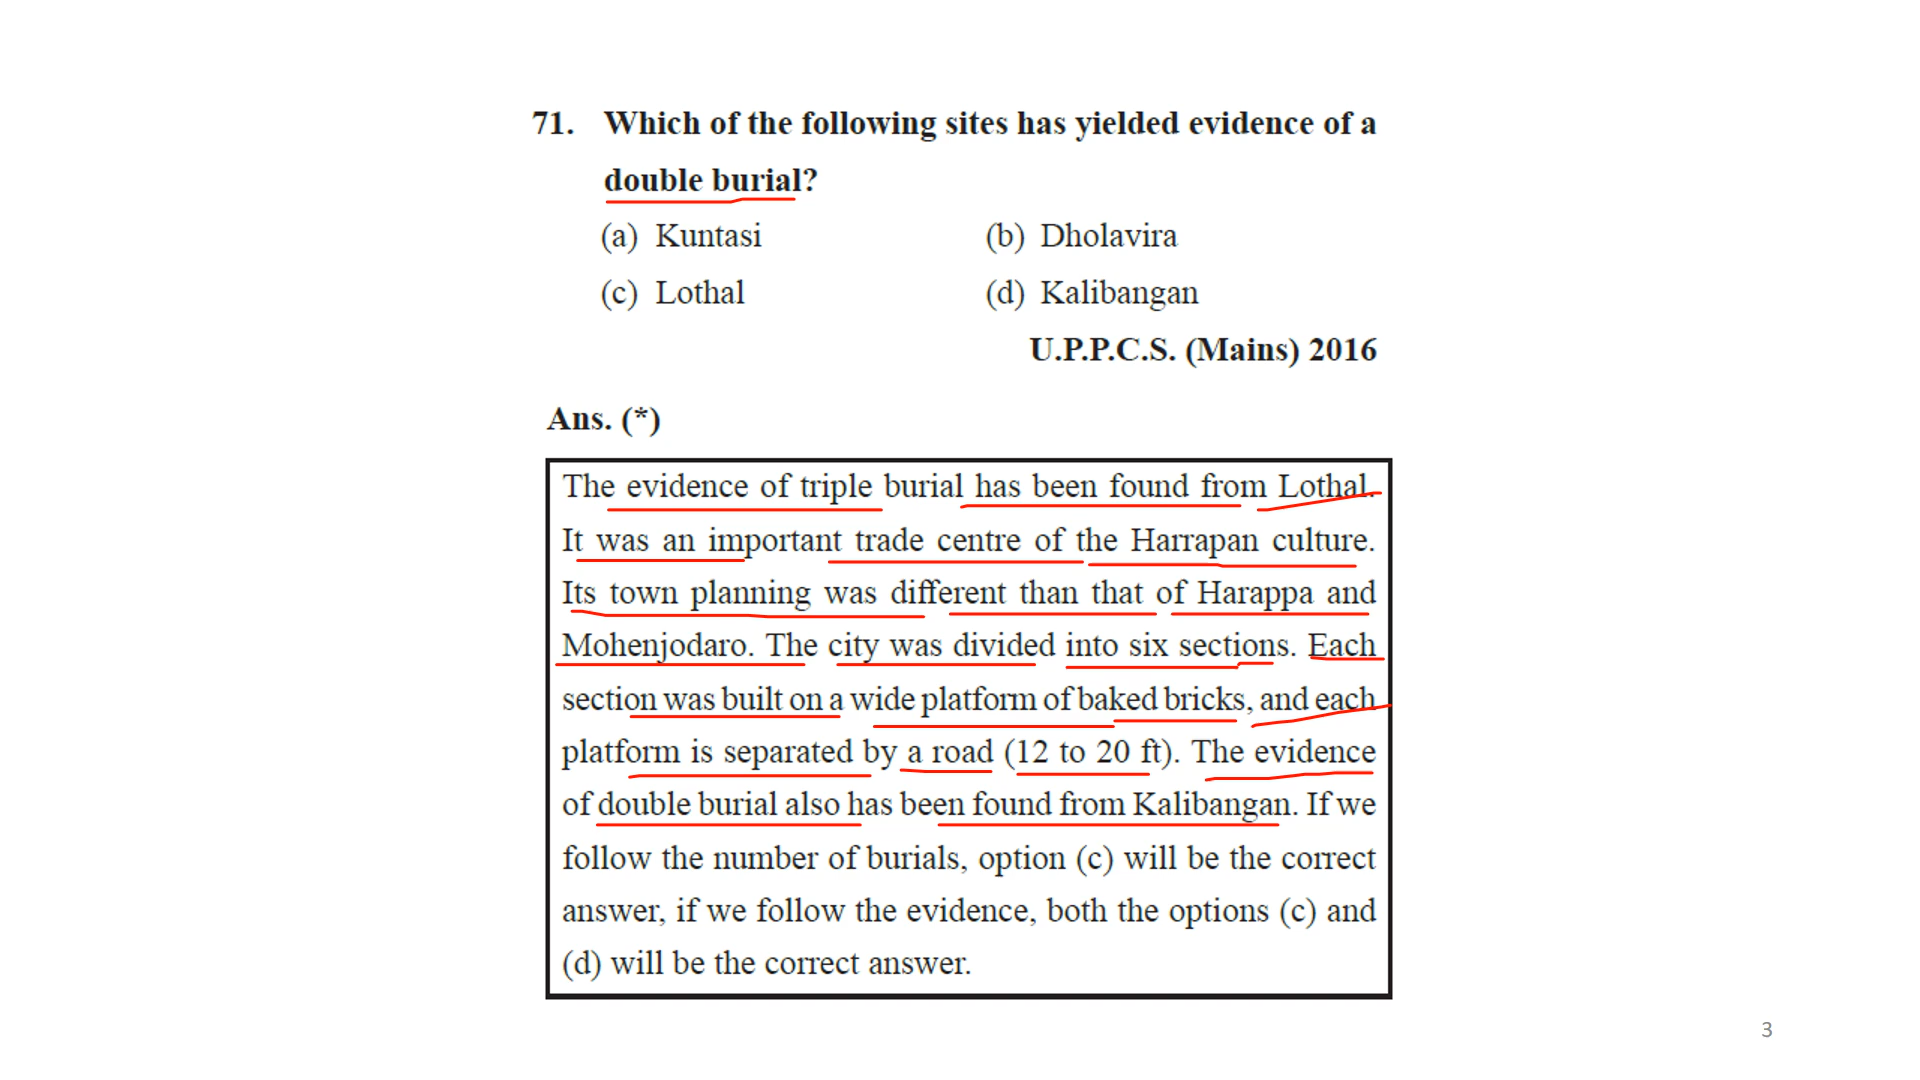 71. Which of the following sites has yielded evidence of a
double burial?
(a) Kuntasi (b) Dholavira
(c) Lothal (d) Kalibangan
U.P.P.C.S. (Mains) 2016
Ans. (*)
The evidence of triple burial has been found from Lothal.
It was an important trade centre of the Harrapan culture.
Its town planning was different than that of Harappa and
Mohenjodaro. The city was divided into six sections. Each
section was built on a wide platform of baked bricks, and each
platform is separated by a road (12 to 20 ft). The evidence
of double burial also has been found from Kalibangan. If we
follow the number of burials, option (c) will be the correct
answer, if we follow the evidence, both the options (c) and
(d) will be the correct answer.
3